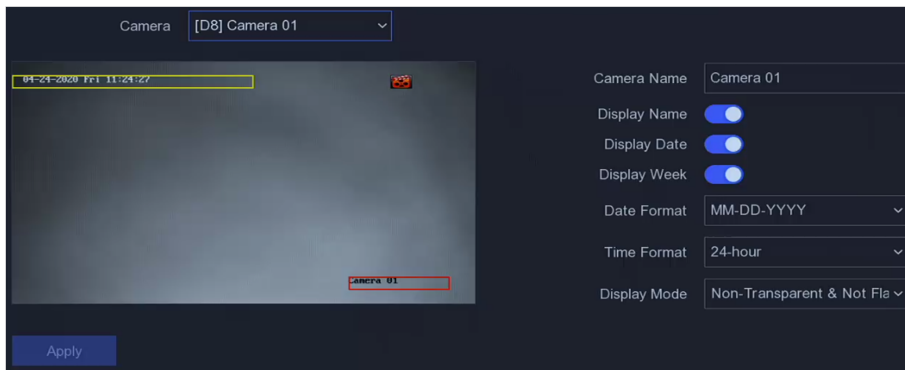 Camera [D8] Camera 01
04-24-2020 Fri 11:24:27
Camera 01
Camera Name Camera 01
Display Name
Display Date
Display Week
Date Format MM-DD-YYYY
Time Format 24-hour
Display Mode Non-Transparent & Not Fla
Apply